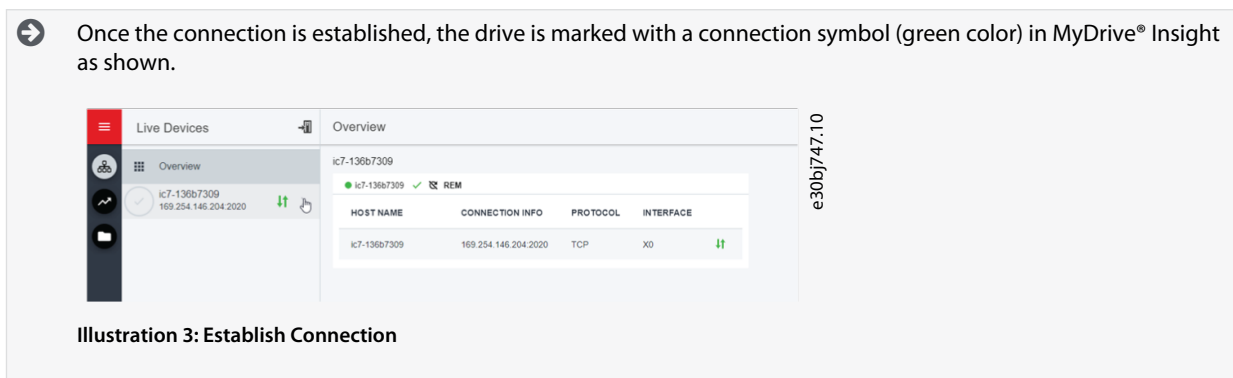 Once the connection is established, the drive is marked with a connection symbol (green color) in MyDrive® Insight
as shown.
Live Devices
Overview
Overview
ic7-136b7309
ic7-136b7309
169.254.146.204:2020
ic7-136b7309 REM
HOST NAME CONNECTION INFO PROTOCOL INTERFACE
ic7-136b7309 169.254.146.204:2020 TCP X0
e30bj747.10
Illustration 3: Establish Connection